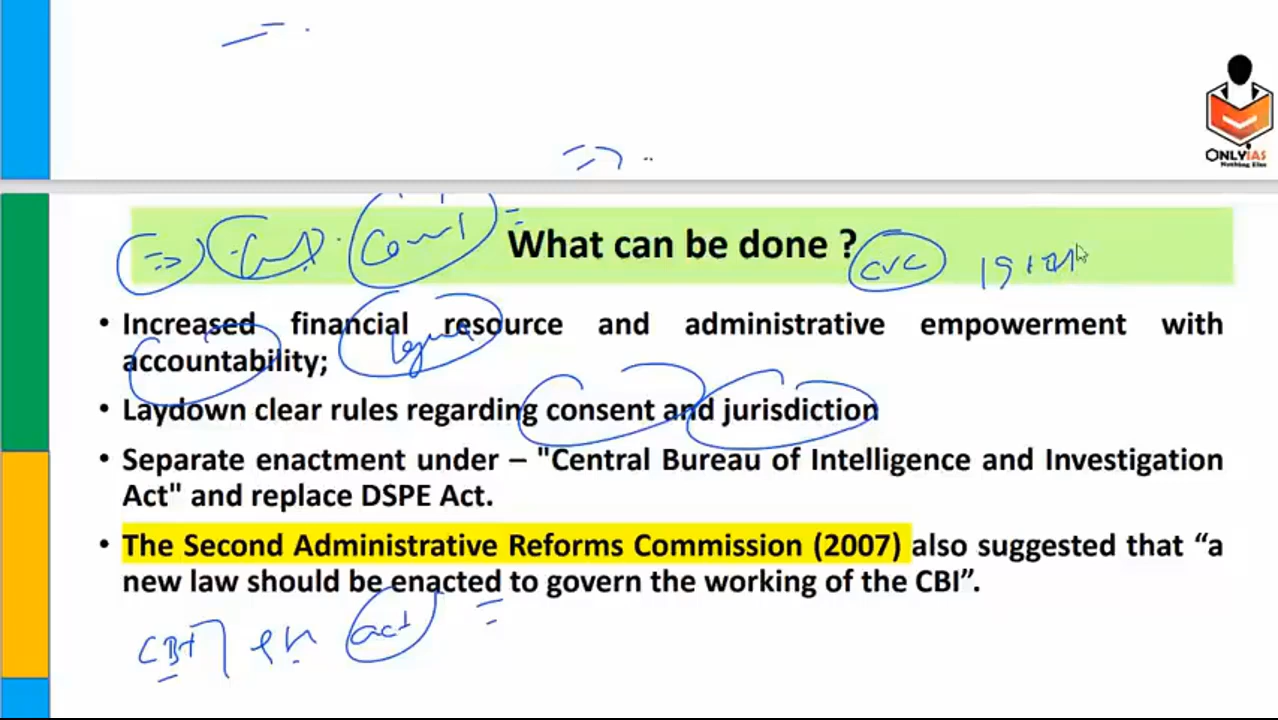 ONLYIAS
Nothing Else
What can be done ?
cvc
• Increased financial resource and administrative empowerment with
accountability;
• Laydown clear rules regarding consent and jurisdiction
• Separate enactment under – "Central Bureau of Intelligence and Investigation
Act" and replace DSPE Act.
• The Second Administrative Reforms Commission (2007) also suggested that “a
new law should be enacted to govern the working of the CBI”.
CBI act =